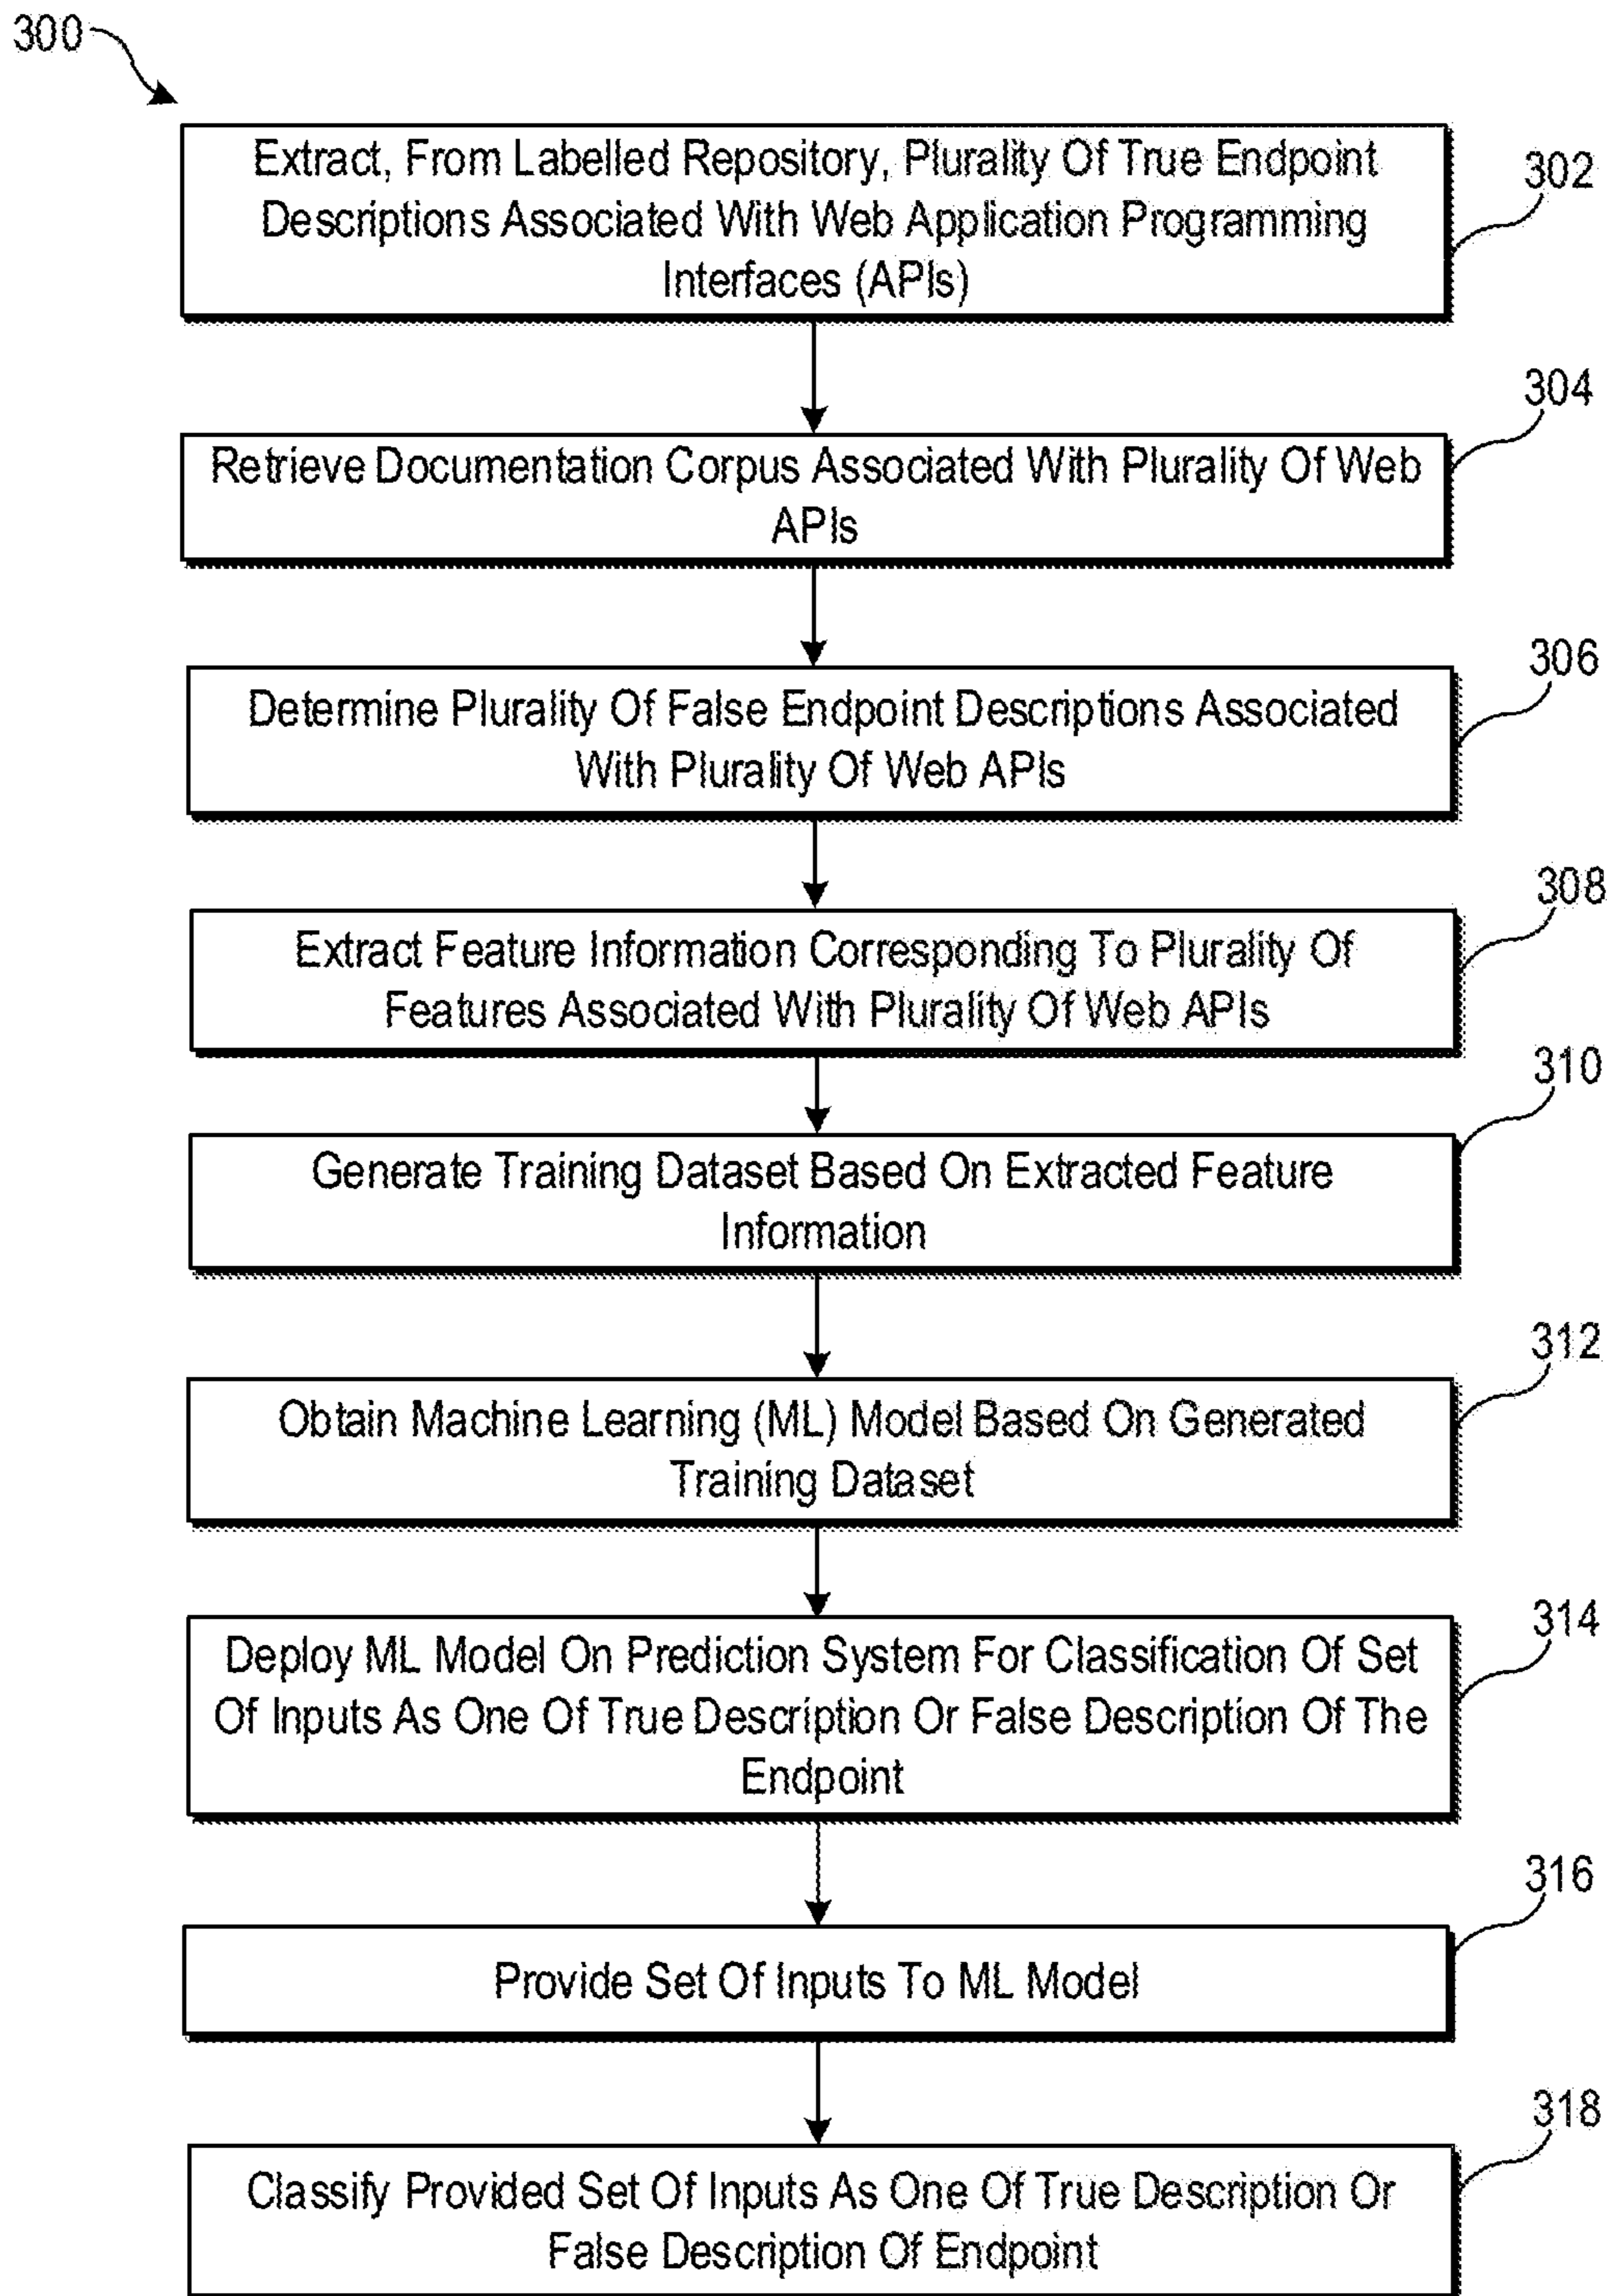 300
Extract, From Labelled Repository, Plurality Of True Endpoint
Descriptions Associated With Web Application Programming
Interfaces (APIs)
302
Retrieve Documentation Corpus Associated With Plurality Of Web
APIs
304
Determine Plurality Of False Endpoint Descriptions Associated
With Plurality Of Web APIs
306
Extract Feature Information Corresponding To Plurality Of
Features Associated With Plurality Of Web APIs
308
Generate Training Dataset Based On Extracted Feature
Information
310
Obtain Machine Learning (ML) Model Based On Generated
Training Dataset
312
Deploy ML Model On Prediction System For Classification Of Set
Of Inputs As One Of True Description Or False Description Of The
Endpoint
314
Provide Set Of Inputs To ML Model
316
Classify Provided Set Of Inputs As One Of True Description Or
False Description Of Endpoint
318